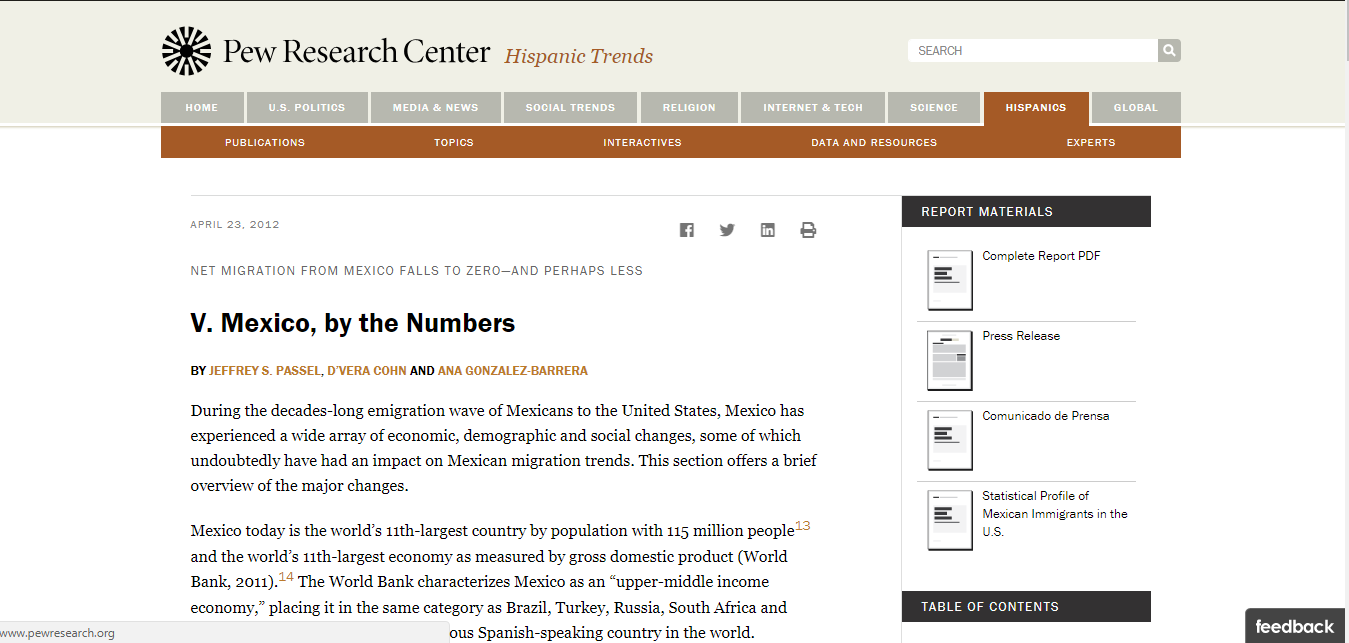 Pew Research Center Hispanic Trends
SEARCH
HOME U.S. POLITICS MEDIA & NEWS SOCIAL TRENDS RELIGION INTERNET & TECH SCIENCE HISPANICS GLOBAL
PUBLICATIONS TOPICS INTERACTIVES DATA AND RESOURCES EXPERTS
APRIL 23, 2012
NET MIGRATION FROM MEXICO FALLS TO ZERO—AND PERHAPS LESS
V. Mexico, by the Numbers
BY JEFFREY S. PASSEL, D’VERA COHN AND ANA GONZALEZ-BARRERA
During the decades-long emigration wave of Mexicans to the United States, Mexico has
experienced a wide array of economic, demographic and social changes, some of which
undoubtedly have had an impact on Mexican migration trends. This section offers a brief
overview of the major changes.
Mexico today is the world’s 11th-largest country by population with 115 million people13
and the world’s 11th-largest economy as measured by gross domestic product (World
Bank, 2011).14 The World Bank characterizes Mexico as an “upper-middle income
economy,” placing it in the same category as Brazil, Turkey, Russia, South Africa and
ous Spanish-speaking country in the world.
REPORT MATERIALS
Complete Report PDF
Press Release
Comunicado de Prensa
Statistical Profile of
Mexican Immigrants in the
U.S.
TABLE OF CONTENTS
feedback
www.pewresearch.org